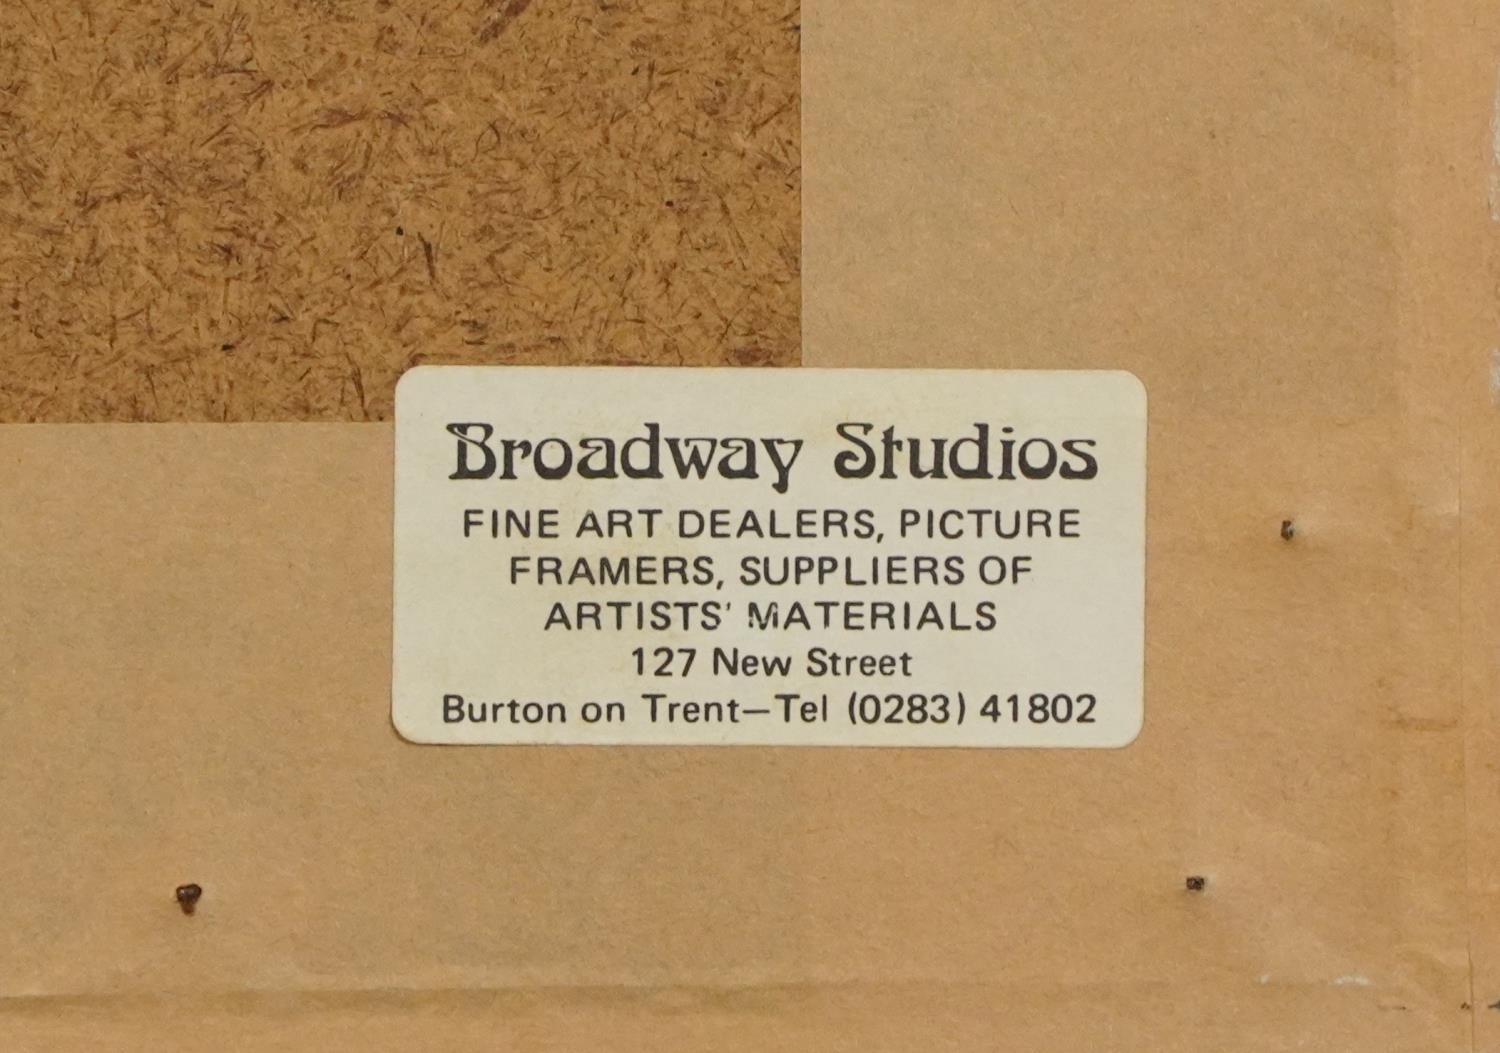 Broadway Studios
FINE ART DEALERS, PICTURE
FRAMERS, SUPPLIERS OF
ARTISTS' MATERIALS
127 New Street
Burton on Trent—Tel (0283) 41802